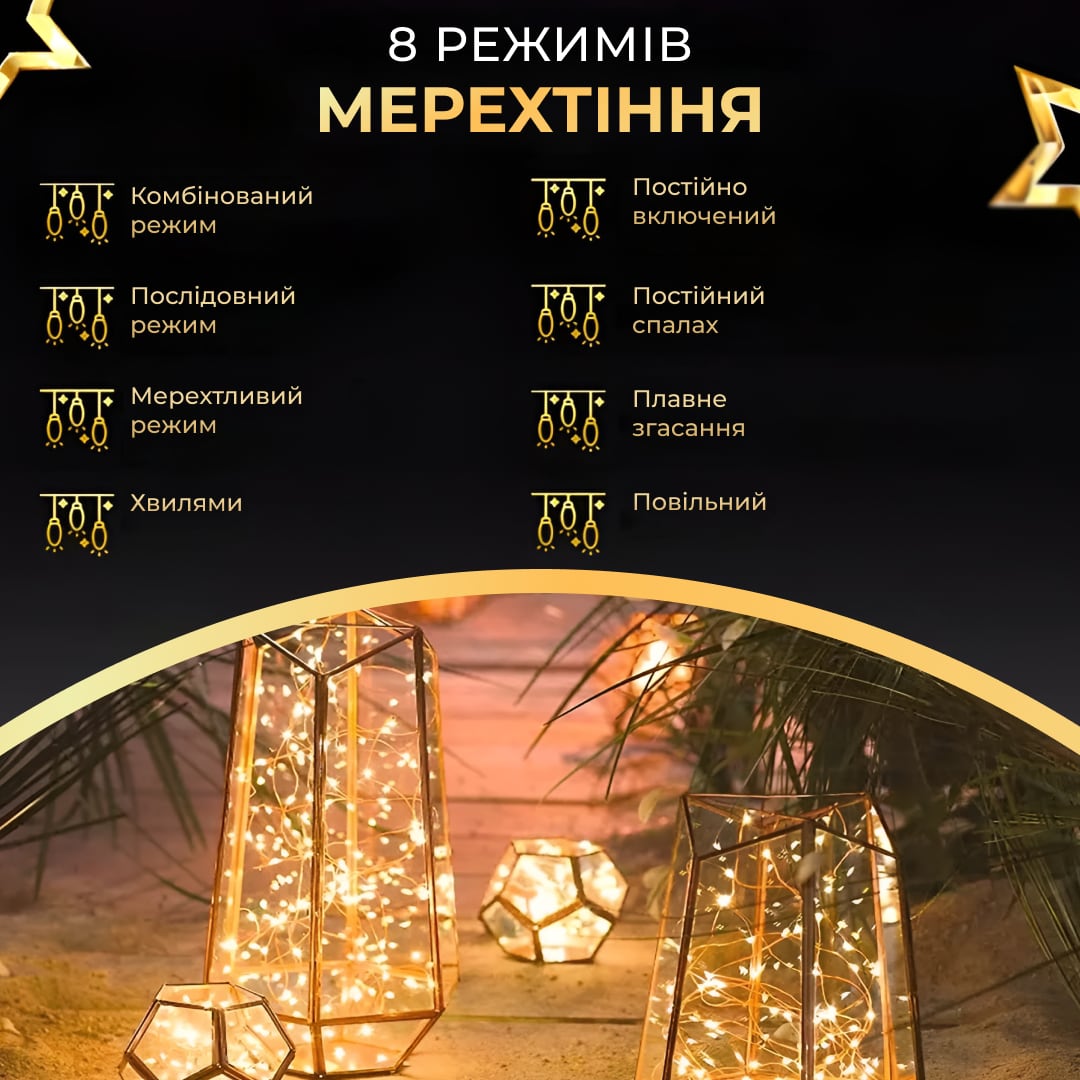 8 РЕЖИМІВ
МЕРЕХТІННЯ
Комбінований
режим
Послідовний
режим
Мерехтливий
режим
Хвилями
Постійно
включений
Постійний
спалах
Плавне
згасання
Повільний